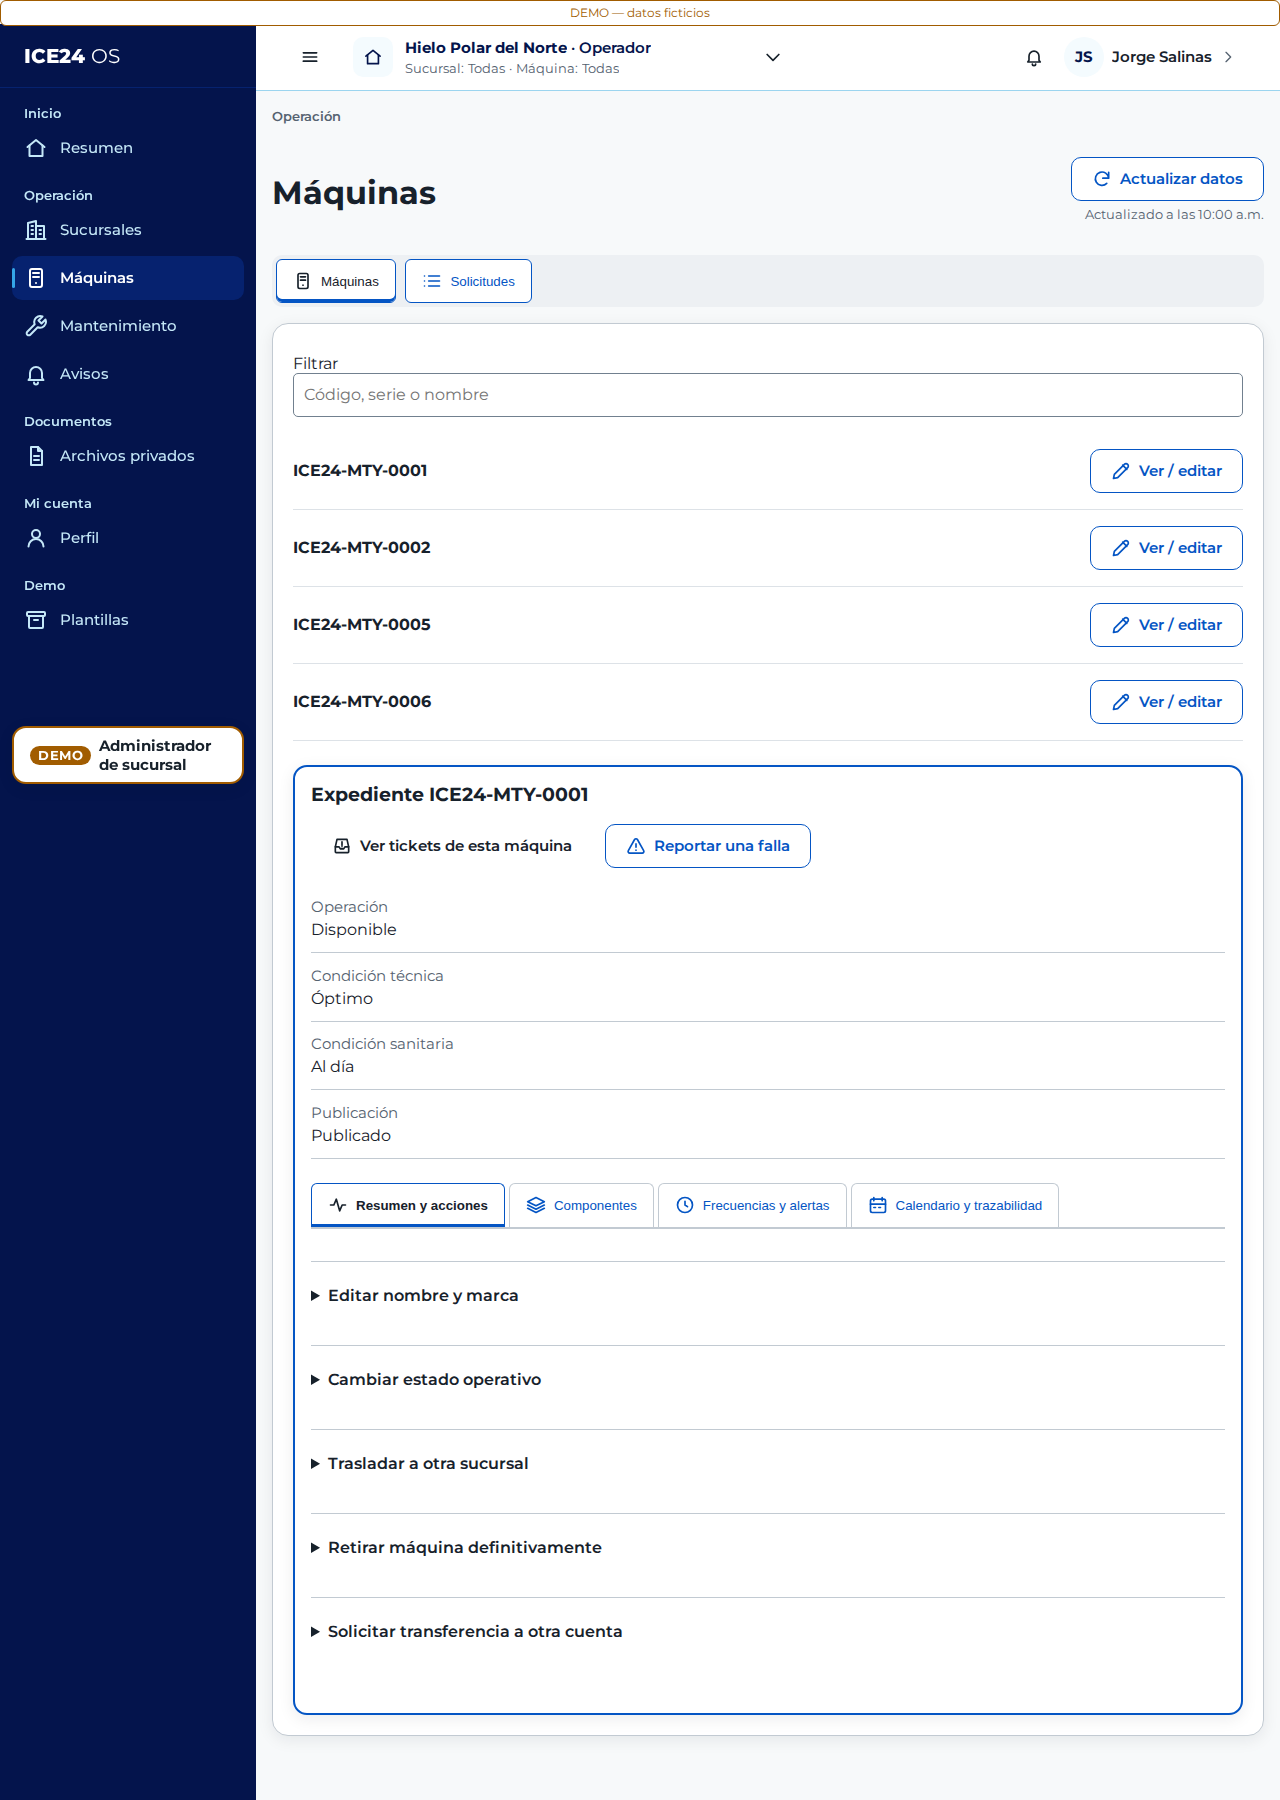 DEMO — datos ficticios
ICE24 OS
Hielo Polar del Norte · Operador
Sucursal: Todas · Máquina: Todas
JS
Jorge Salinas
Inicio
Resumen
Operación
Sucursales
Máquinas
Mantenimiento
Avisos
Documentos
Archivos privados
Mi cuenta
Perfil
Demo
Plantillas
DEMO
Administrador
de sucursal
Operación
Máquinas
Actualizar datos
Actualizado a las 10:00 a.m.
Máquinas
Solicitudes
Filtrar
Código, serie o nombre
ICE24-MTY-0001
Ver / editar
ICE24-MTY-0002
Ver / editar
ICE24-MTY-0005
Ver / editar
ICE24-MTY-0006
Ver / editar
Expediente ICE24-MTY-0001
Ver tickets de esta máquina
Reportar una falla
Operación
Disponible
Condición técnica
Óptimo
Condición sanitaria
Al día
Publicación
Publicado
Resumen y acciones
Componentes
Frecuencias y alertas
Calendario y trazabilidad
Editar nombre y marca
Cambiar estado operativo
Trasladar a otra sucursal
Retirar máquina definitivamente
Solicitar transferencia a otra cuenta